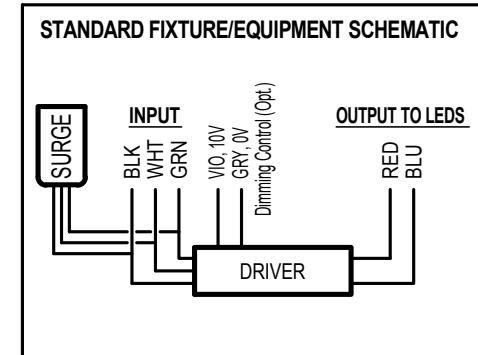 STANDARD FIXTURE/EQUIPMENT SCHEMATIC
SURGE
INPUT
BLK
WHT
GRN
VIO, 10V
GRY, 0V
Dimming Control (Opt.)
OUTPUT TO LEDS
RED
BLU
DRIVER